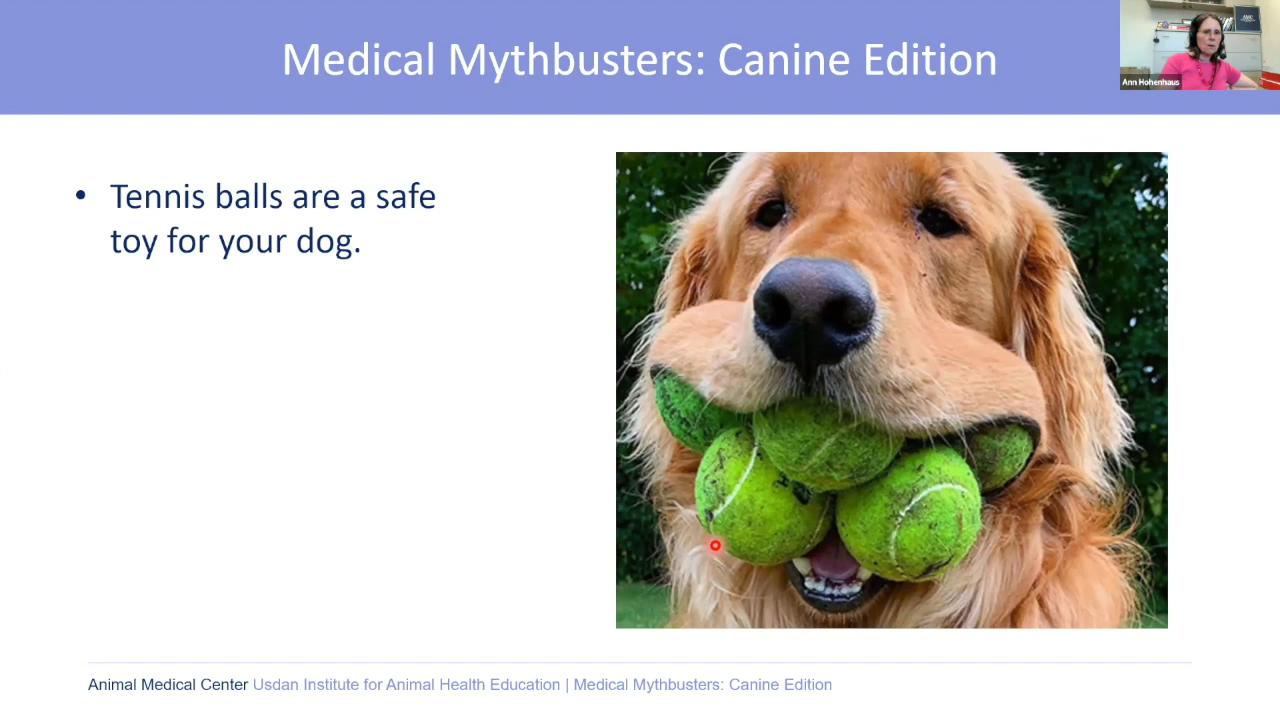 Medical Mythbusters: Canine Edition
Ann Hohenhaus
• Tennis balls are a safe
toy for your dog.
Animal Medical Center Usdan Institute for Animal Health Education | Medical Mythbusters: Canine Edition